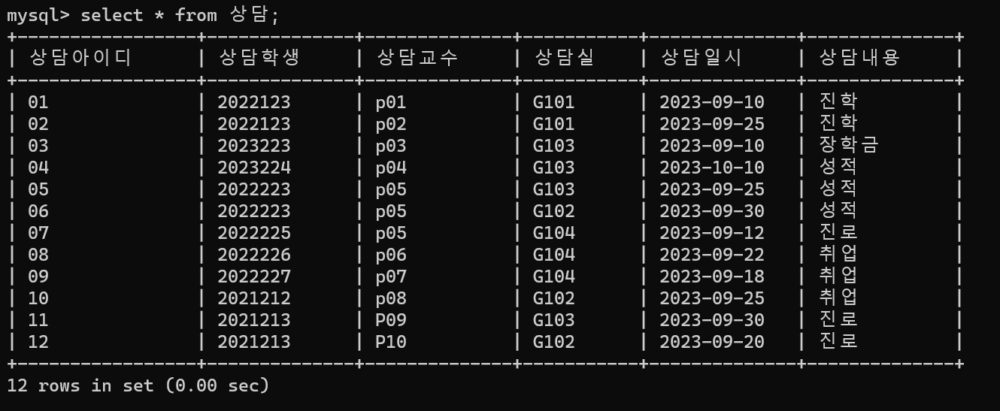 mysql> select * from 상담;
+-----------------+--------------+--------------+-----------+--------------+--------------+
| 상담아이디 | 상담학생 | 상담교수 | 상담실 | 상담일시 | 상담내용 |
+-----------------+--------------+--------------+-----------+--------------+--------------+
| 01 | 2022123 | p01 | G101 | 2023-09-10 | 진학 |
| 02 | 2022123 | p02 | G101 | 2023-09-25 | 진학 |
| 03 | 2023223 | p03 | G103 | 2023-09-10 | 장학금 |
| 04 | 2023224 | p04 | G103 | 2023-10-10 | 성적 |
| 05 | 2022223 | p05 | G103 | 2023-09-25 | 성적 |
| 06 | 2022223 | p05 | G102 | 2023-09-30 | 성적 |
| 07 | 2022225 | p05 | G104 | 2023-09-12 | 진로 |
| 08 | 2022226 | p06 | G104 | 2023-09-22 | 취업 |
| 09 | 2022227 | p07 | G104 | 2023-09-18 | 취업 |
| 10 | 2021212 | p08 | G102 | 2023-09-25 | 취업 |
| 11 | 2021213 | P09 | G103 | 2023-09-30 | 진로 |
| 12 | 2021213 | P10 | G102 | 2023-09-20 | 진로 |
+-----------------+--------------+--------------+-----------+--------------+--------------+
12 rows in set (0.00 sec)